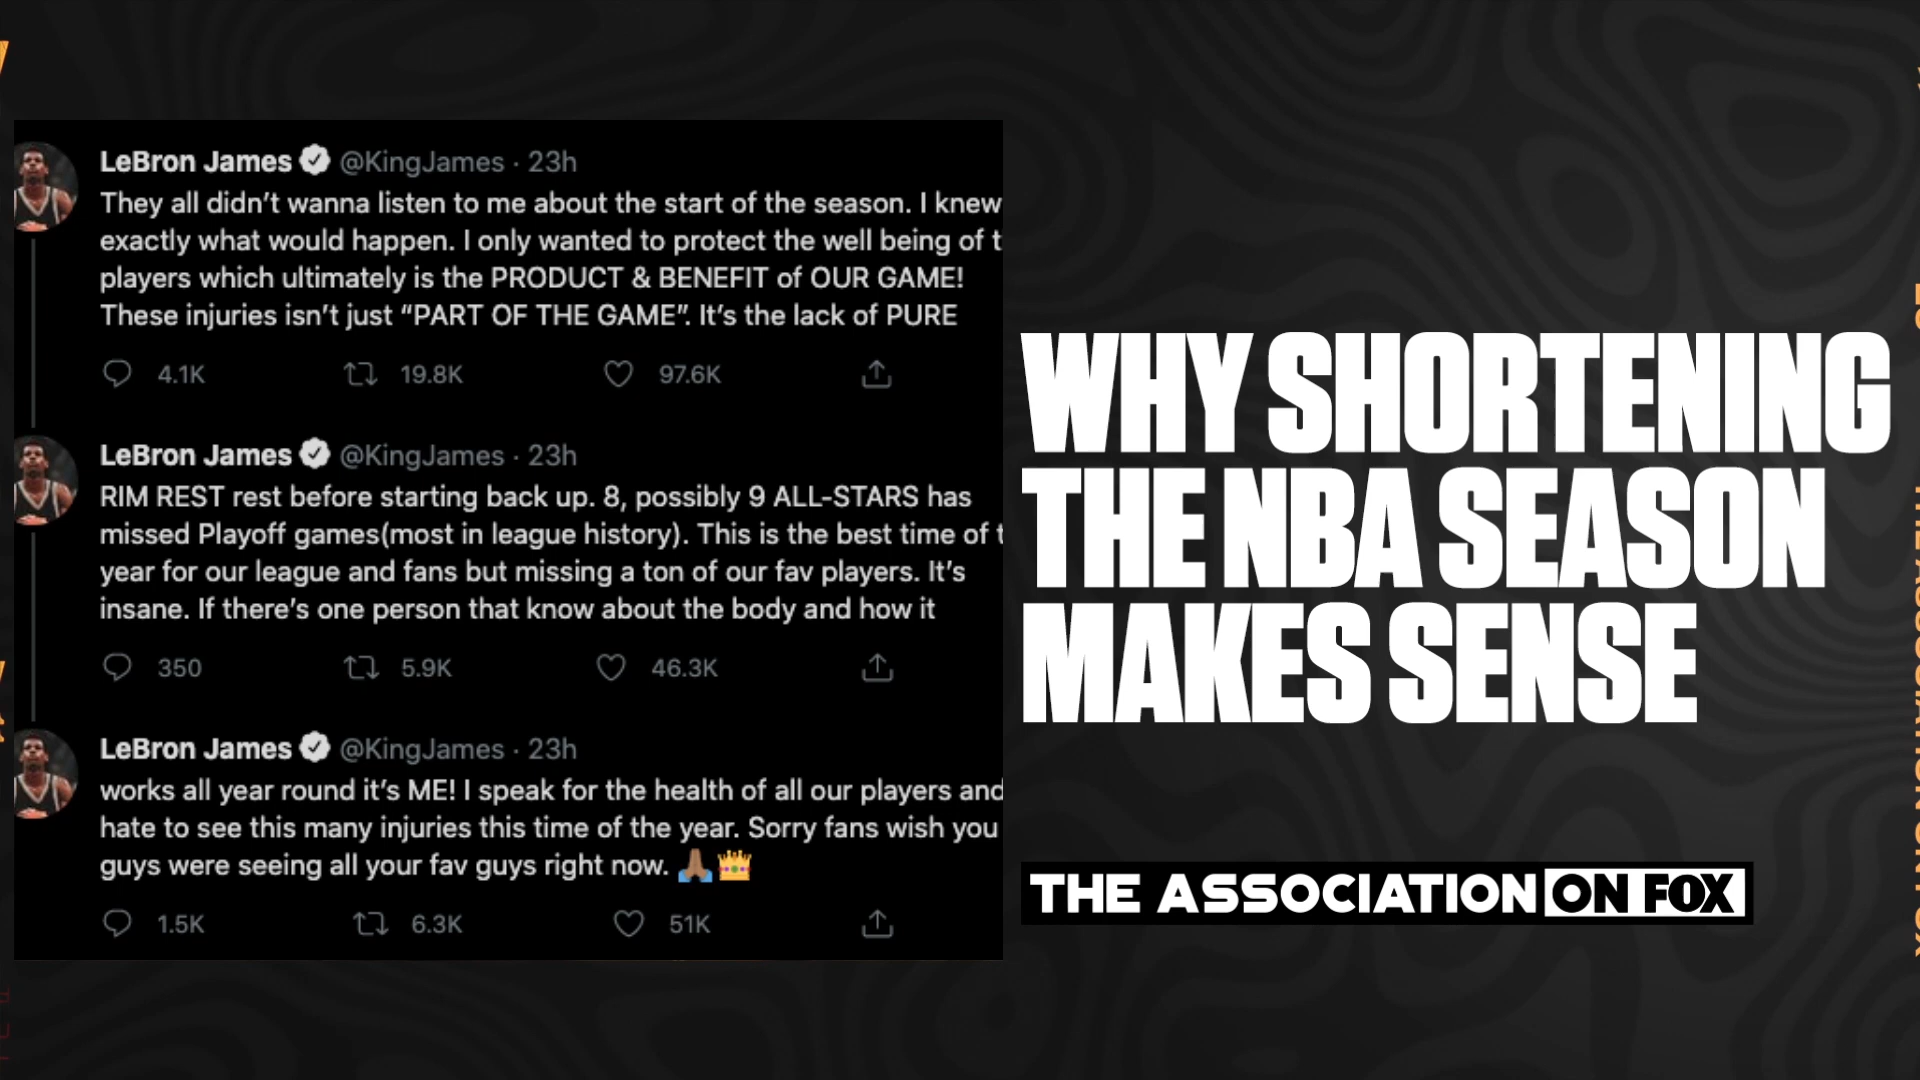 LeBron James @KingJames · 23h
They all didn’t wanna listen to me about the start of the season. I knew
exactly what would happen. I only wanted to protect the well being of t
players which ultimately is the PRODUCT & BENEFIT of OUR GAME!
These injuries isn’t just “PART OF THE GAME”. It’s the lack of PURE
4.1K 19.8K 97.6K
LeBron James @KingJames · 23h
RIM REST rest before starting back up. 8, possibly 9 ALL-STARS has
missed Playoff games(most in league history). This is the best time of t
year for our league and fans but missing a ton of our fav players. It’s
insane. If there’s one person that know about the body and how it
350 5.9K 46.3K
LeBron James @KingJames · 23h
works all year round it’s ME! I speak for the health of all our players and
hate to see this many injuries this time of the year. Sorry fans wish you
guys were seeing all your fav guys right now. 🙏🏽👑
1.5K 6.3K 51K
WHY SHORTENING
THE NBA SEASON
MAKES SENSE
THE ASSOCIATION ON FOX